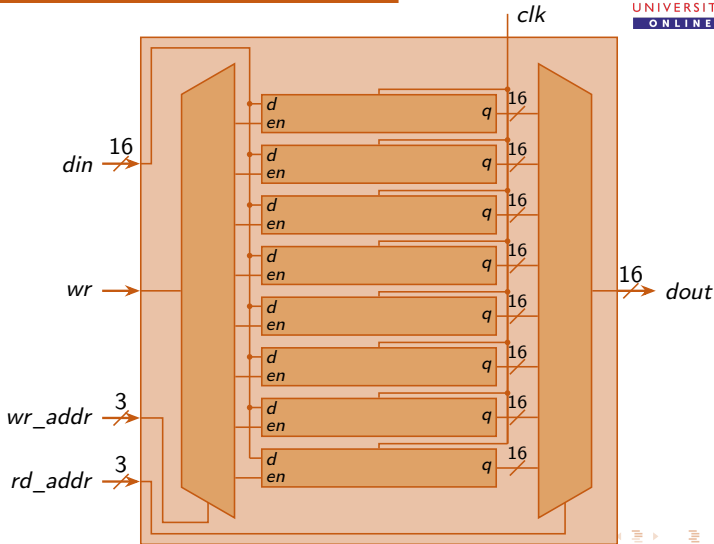 UNIVERSIT
ONLINE
clk
d
en
q
16
d
en
q
16
d
en
q
16
d
en
q
16
d
en
q
16
d
en
q
16
d
en
q
16
d
en
q
16
din
16
wr
wr_addr
3
rd_addr
3
16
dout